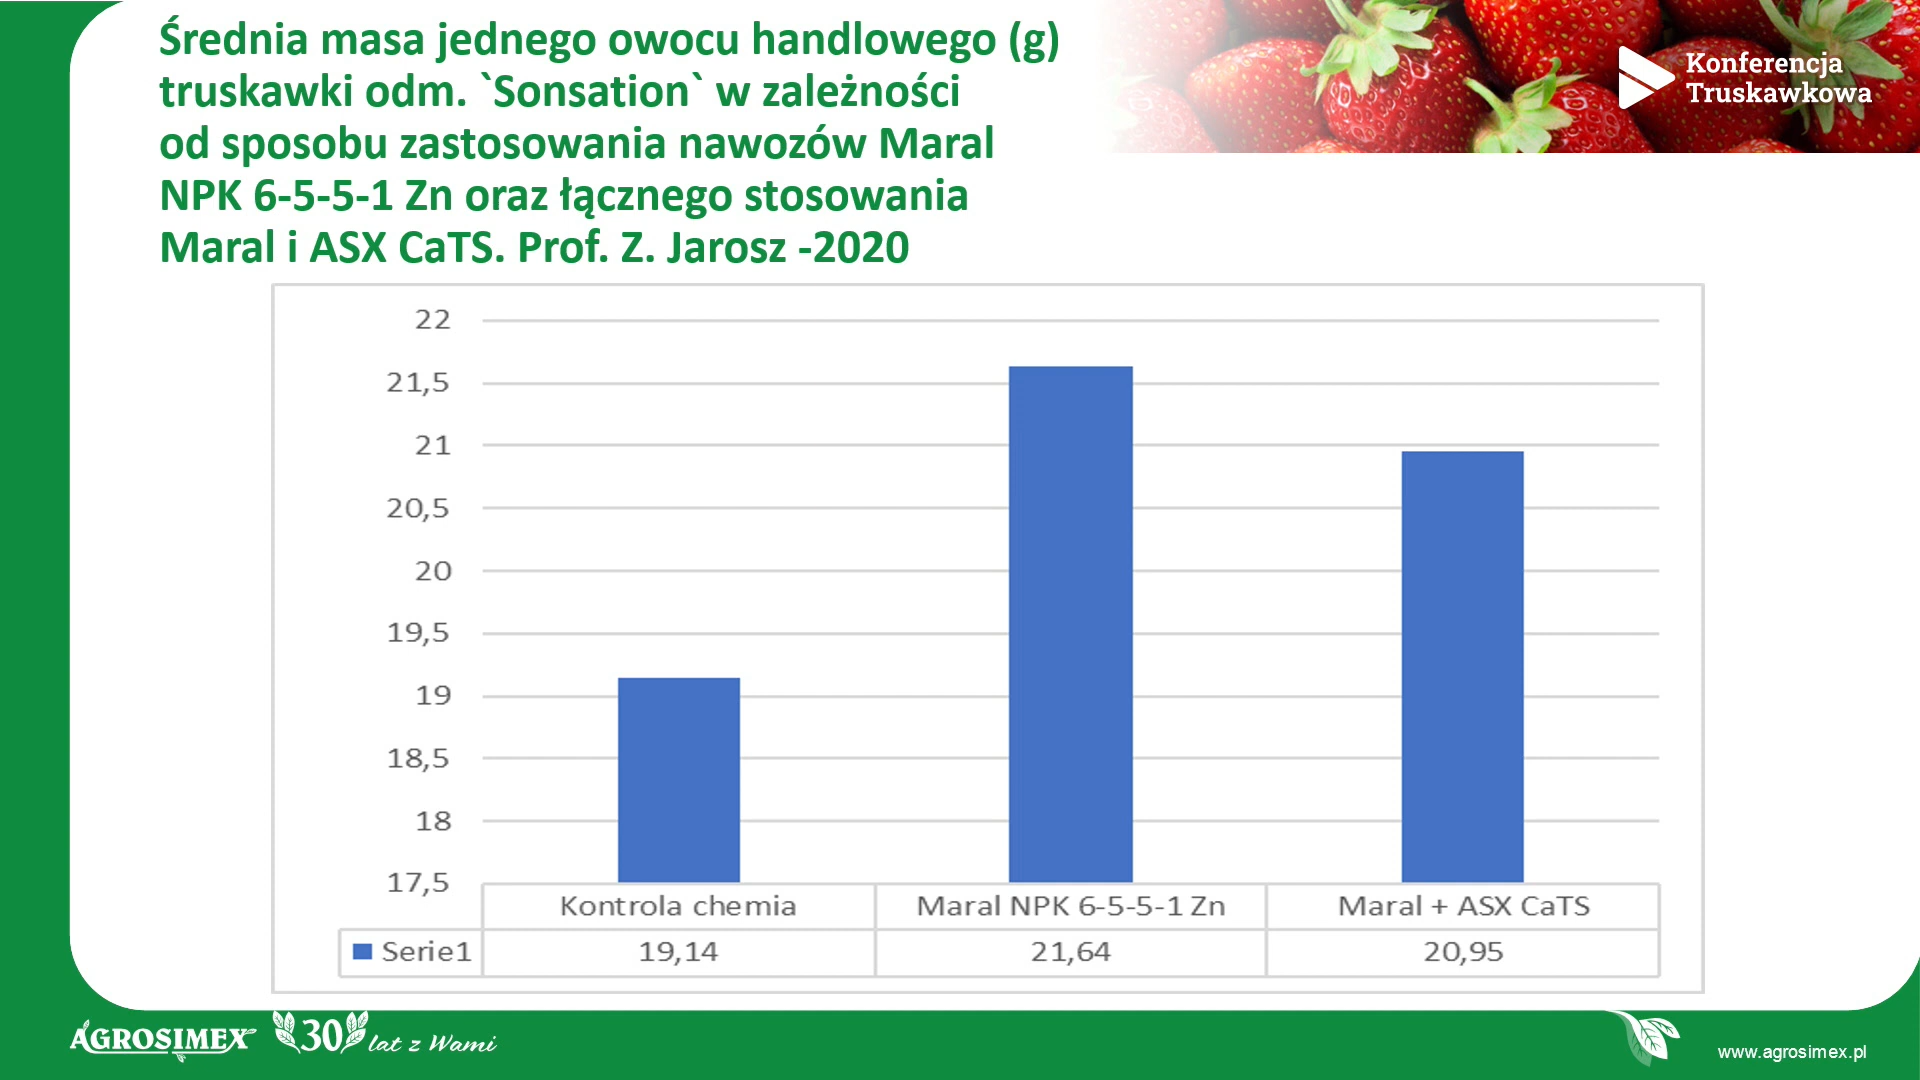 Średnia masa jednego owocu handlowego (g)
truskawki odm. `Sonsation` w zależności
od sposobu zastosowania nawozów Maral
NPK 6-5-5-1 Zn oraz łącznego stosowania
Maral i ASX CaTS. Prof. Z. Jarosz -2020
Konferencja
Truskawkowa
22
21,5
21
20,5
20
19,5
19
18,5
18
17,5
Kontrola chemia Maral NPK 6-5-5-1 Zn Maral + ASX CaTS
Serie1 19,14 21,64 20,95
AGROSIMEX 30 lat z Wami
www.agrosimex.pl